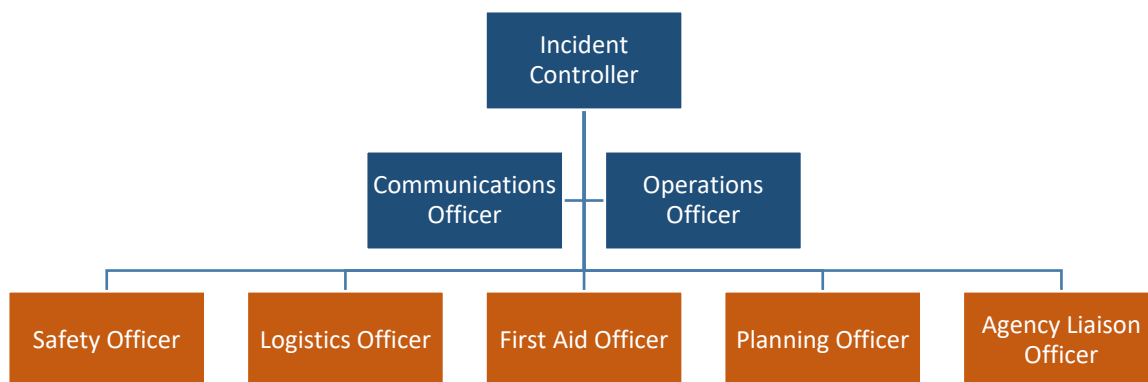 Incident
Controller
Communications
Officer
Operations
Officer
Safety Officer
Logistics Officer
First Aid Officer
Planning Officer
Agency Liaison
Officer